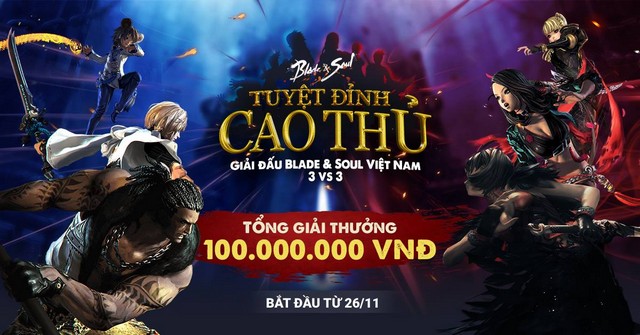 Blade & Soul
TUYỆT ĐỈNH
CAO THỦ
GIẢI ĐẤU BLADE & SOUL VIỆT NAM
3 VS 3
TỔNG GIẢI THƯỞNG
100.000.000 VNĐ
BẮT ĐẦU TỪ 26/11